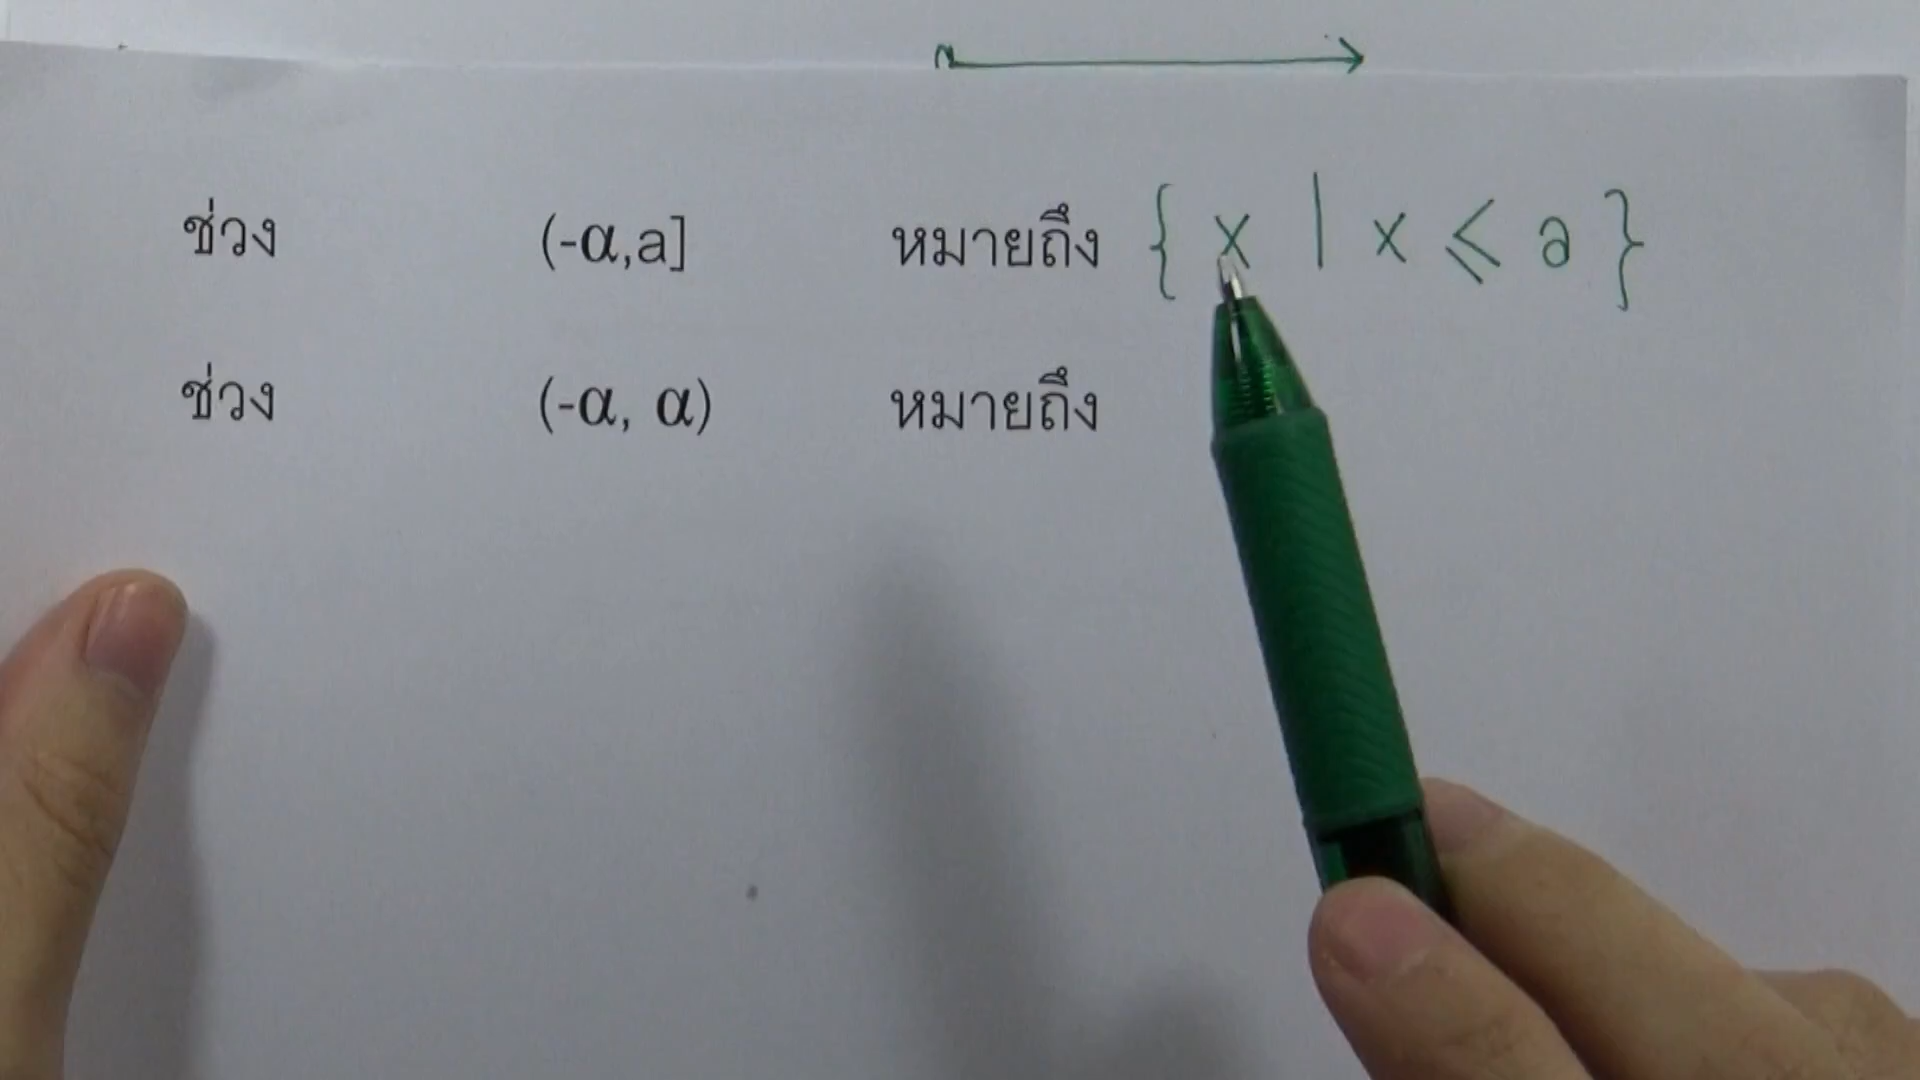 ช่วง (-α,a] หมายถึง { x | x ≤ a }
ช่วง (-α, α) หมายถึง